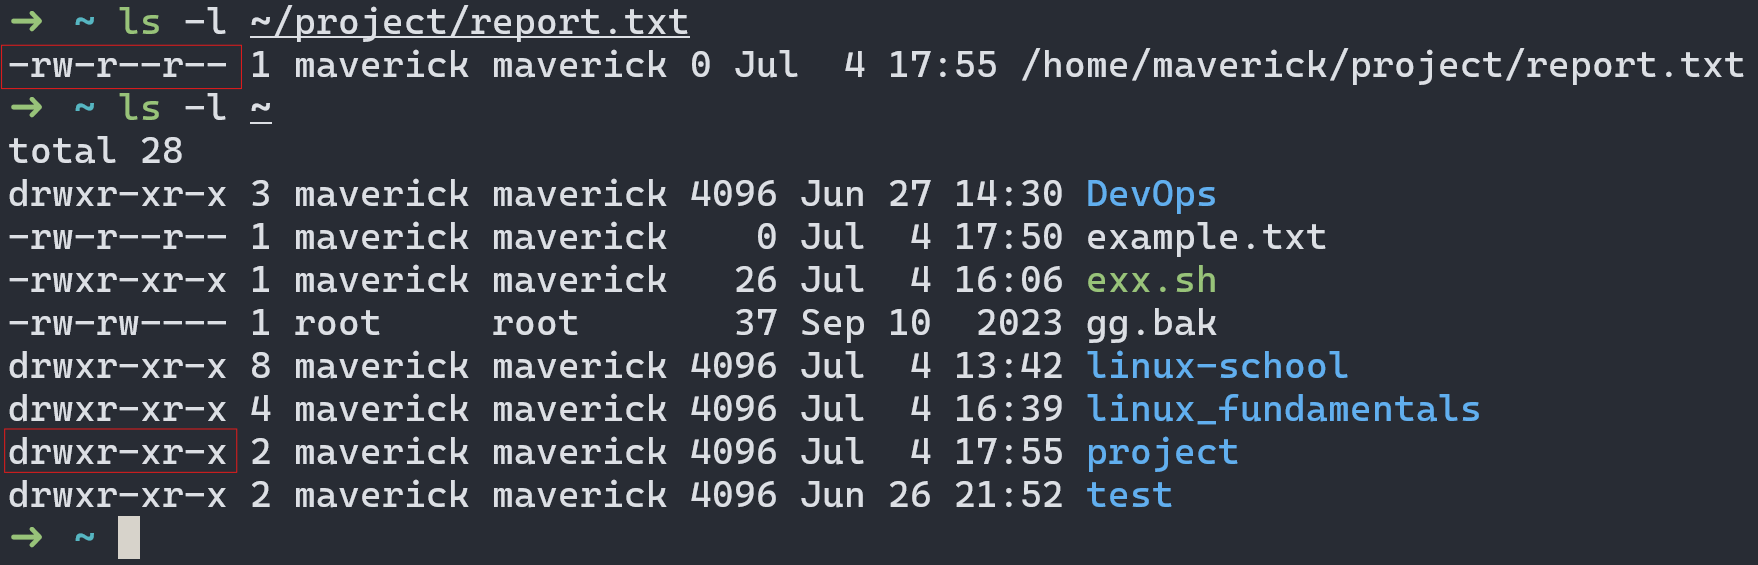 ➜  ~ ls -l ~/project/report.txt
-rw-r--r-- 1 maverick maverick 0 Jul  4 17:55 /home/maverick/project/report.txt
➜  ~ ls -l ~
total 28
drwxr-xr-x 3 maverick maverick 4096 Jun 27 14:30 DevOps
-rw-r--r-- 1 maverick maverick    0 Jul  4 17:50 example.txt
-rwxr-xr-x 1 maverick maverick   26 Jul  4 16:06 exx.sh
-rw-rw---- 1 root     root       37 Sep 10  2023 gg.bak
drwxr-xr-x 8 maverick maverick 4096 Jul  4 13:42 linux-school
drwxr-xr-x 4 maverick maverick 4096 Jul  4 16:39 linux_fundamentals
drwxr-xr-x 2 maverick maverick 4096 Jul  4 17:55 project
drwxr-xr-x 2 maverick maverick 4096 Jun 26 21:52 test
➜  ~